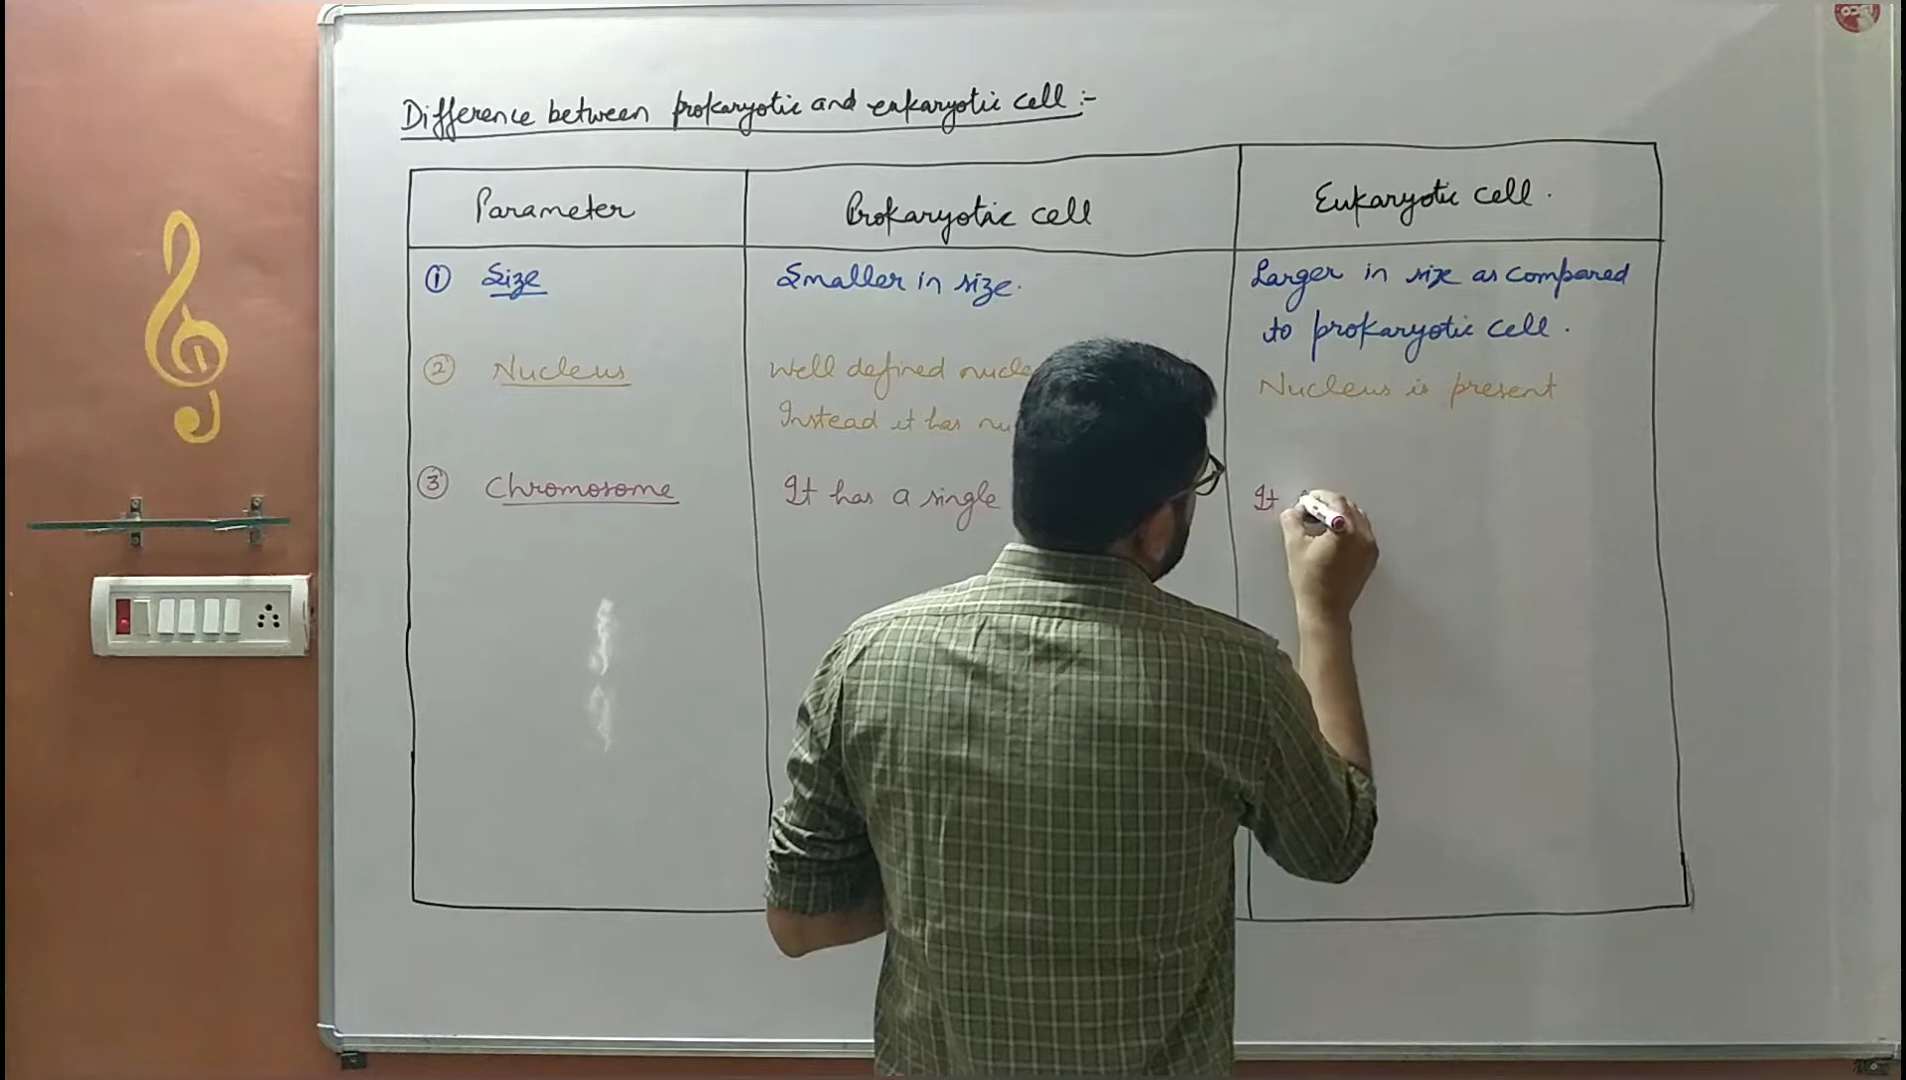 Difference between prokaryotic and eukaryotic cell :-
Parameter
Prokaryotic cell
Eukaryotic cell.
① Size
Smaller in size.
Larger in size as compared
to prokaryotic cell.
② Nucleus
Well defined
Instead it has
Nucleus is present
③ Chromosome
It has a single
It